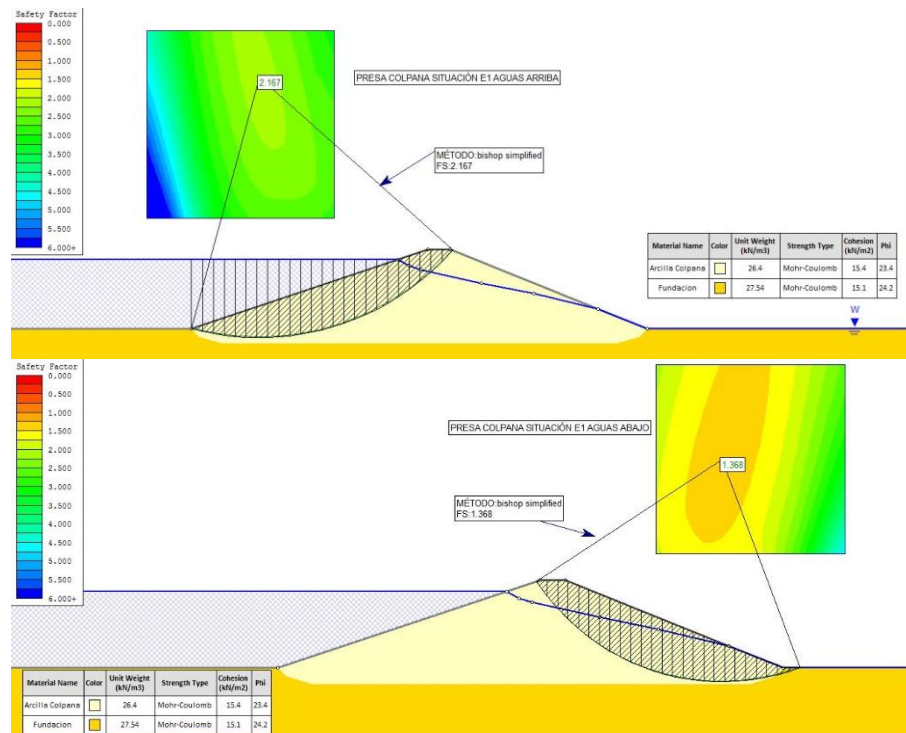 Safety Factor
0.000
0.500
1.000
1.500
2.000
2.500
3.000
3.500
4.000
4.500
5.000
5.500
6.000+
2.167
PRESA COLPANA SITUACIÓN E1 AGUAS ARRIBA
MÉTODO:bishop simplified
FS:2.167
Material Name Color Unit Weight (kN/m3) Strength Type Cohesion (kN/m2) Phi
Arcilla Colpana 26.4 Mohr-Coulomb 15.4 23.4
Fundacion 27.54 Mohr-Coulomb 15.1 24.2
W
Safety Factor
0.000
0.500
1.000
1.500
2.000
2.500
3.000
3.500
4.000
4.500
5.000
5.500
6.000+
PRESA COLPANA SITUACIÓN E1 AGUAS ABAJO
1.368
MÉTODO:bishop simplified
FS:1.368
Material Name Color Unit Weight (kN/m3) Strength Type Cohesion (kN/m2) Phi
Arcilla Colpana 26.4 Mohr-Coulomb 15.4 23.4
Fundacion 27.54 Mohr-Coulomb 15.1 24.2